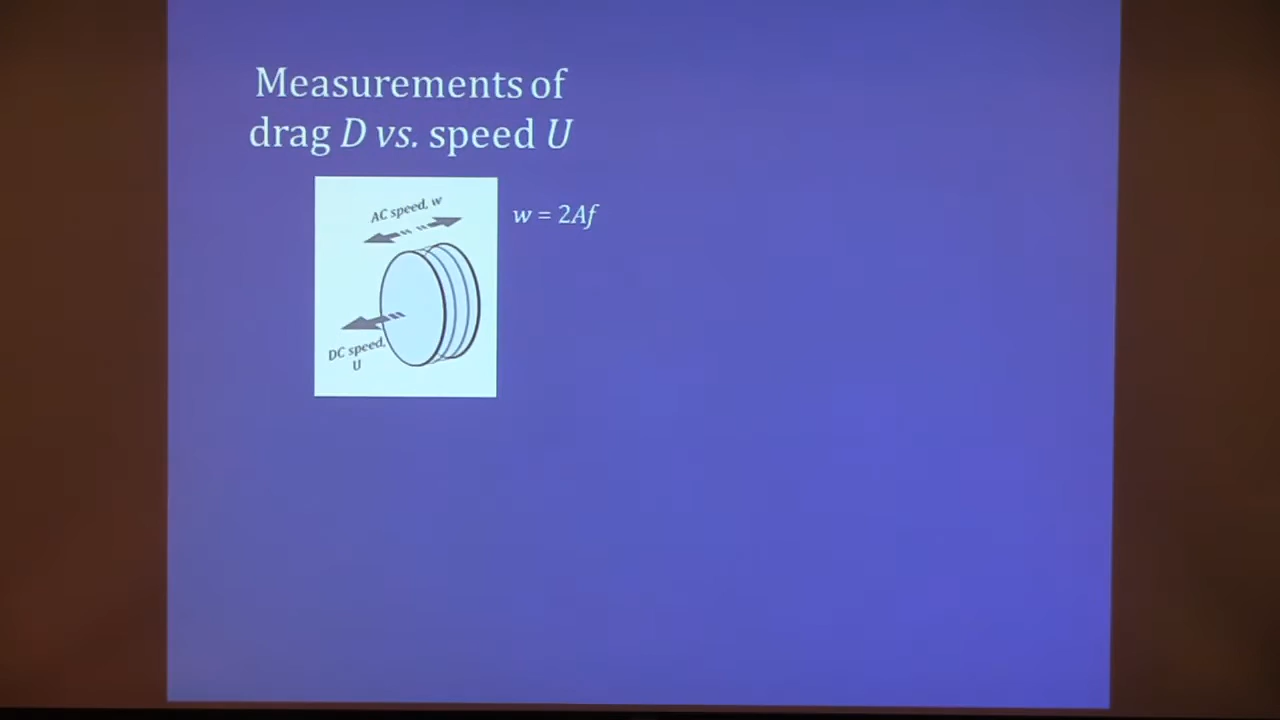 Measurements of
drag D vs. speed U
AC speed, w
w = 2Af
DC speed,
U